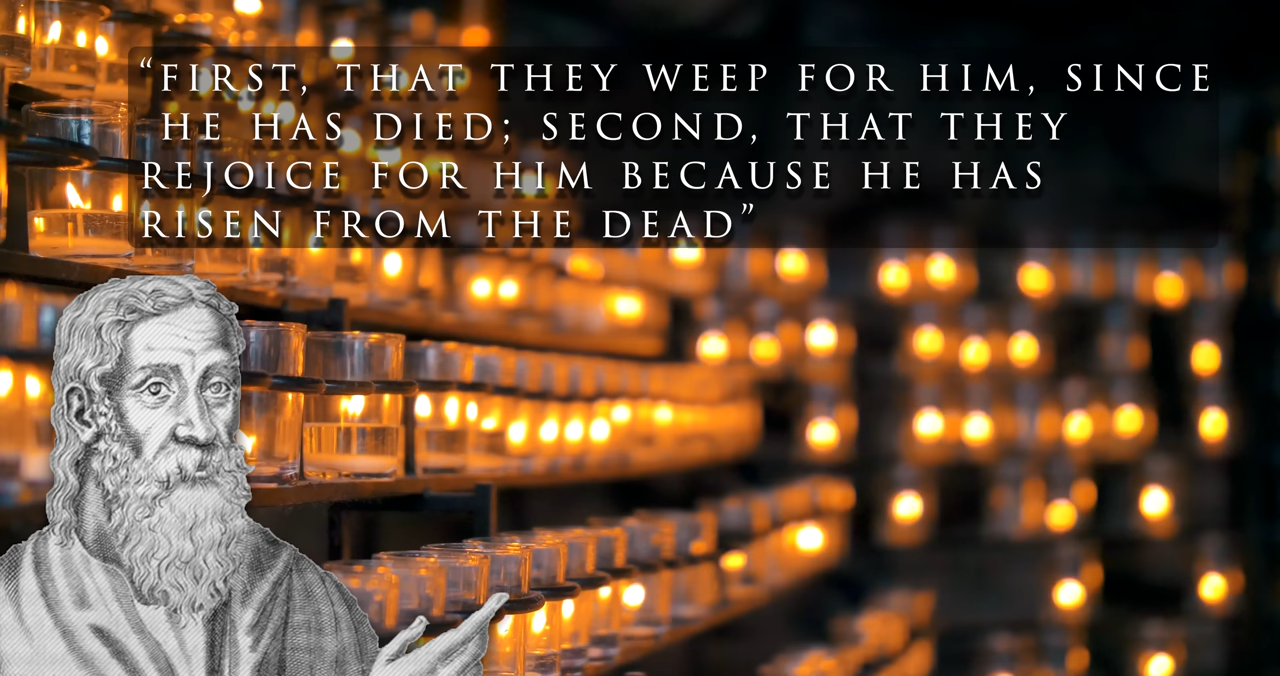 “FIRST, THAT THEY WEEP FOR HIM, SINCE
HE HAS DIED; SECOND, THAT THEY
REJOICE FOR HIM BECAUSE HE HAS
RISEN FROM THE DEAD”